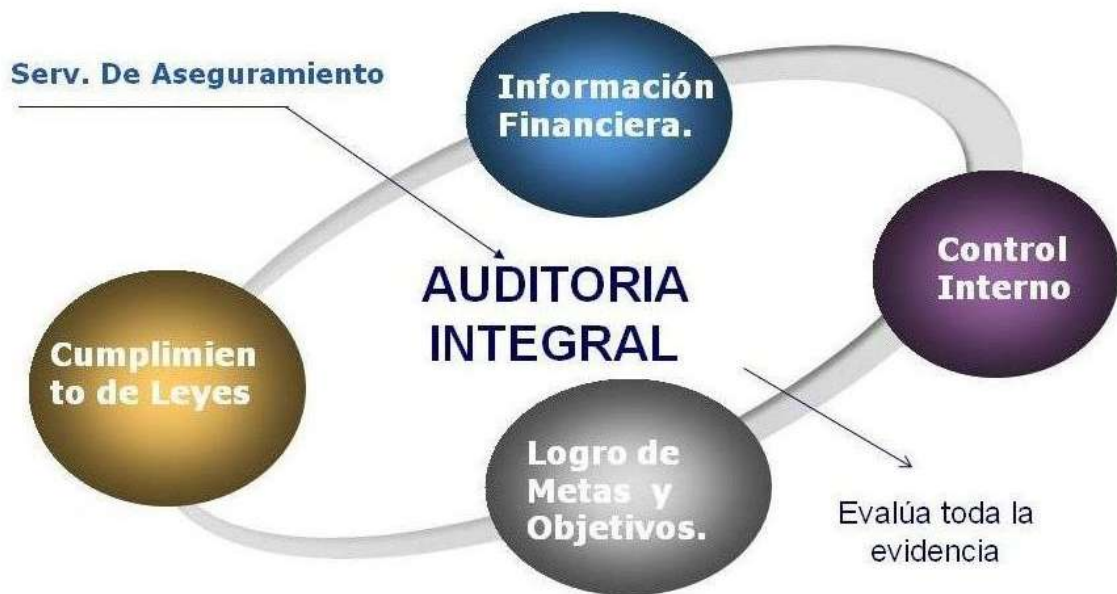 Serv. De Aseguramiento
Información
Financiera.
Control
Interno
AUDITORIA
INTEGRAL
Cumplimien
to de Leyes
Logro de
Metas y
Objetivos.
Evalúa toda la
evidencia